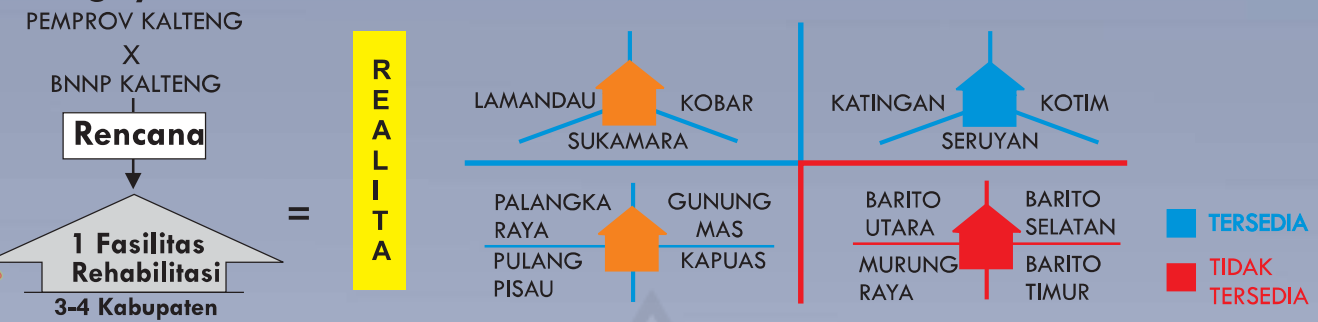 PEMPROV KALTENG
X
BNNP KALTENG
Rencana
1 Fasilitas
Rehabilitasi
3-4 Kabupaten
=
R
E
A
L
I
T
A
LAMANDAU
KOBAR
SUKAMARA
KATINGAN
KOTIM
SERUYAN
PALANGKA
RAYA
GUNUNG
MAS
PULANG
PISAU
KAPUAS
BARITO
UTARA
BARITO
SELATAN
MURUNG
RAYA
BARITO
TIMUR
TERSEDIA
TIDAK
TERSEDIA